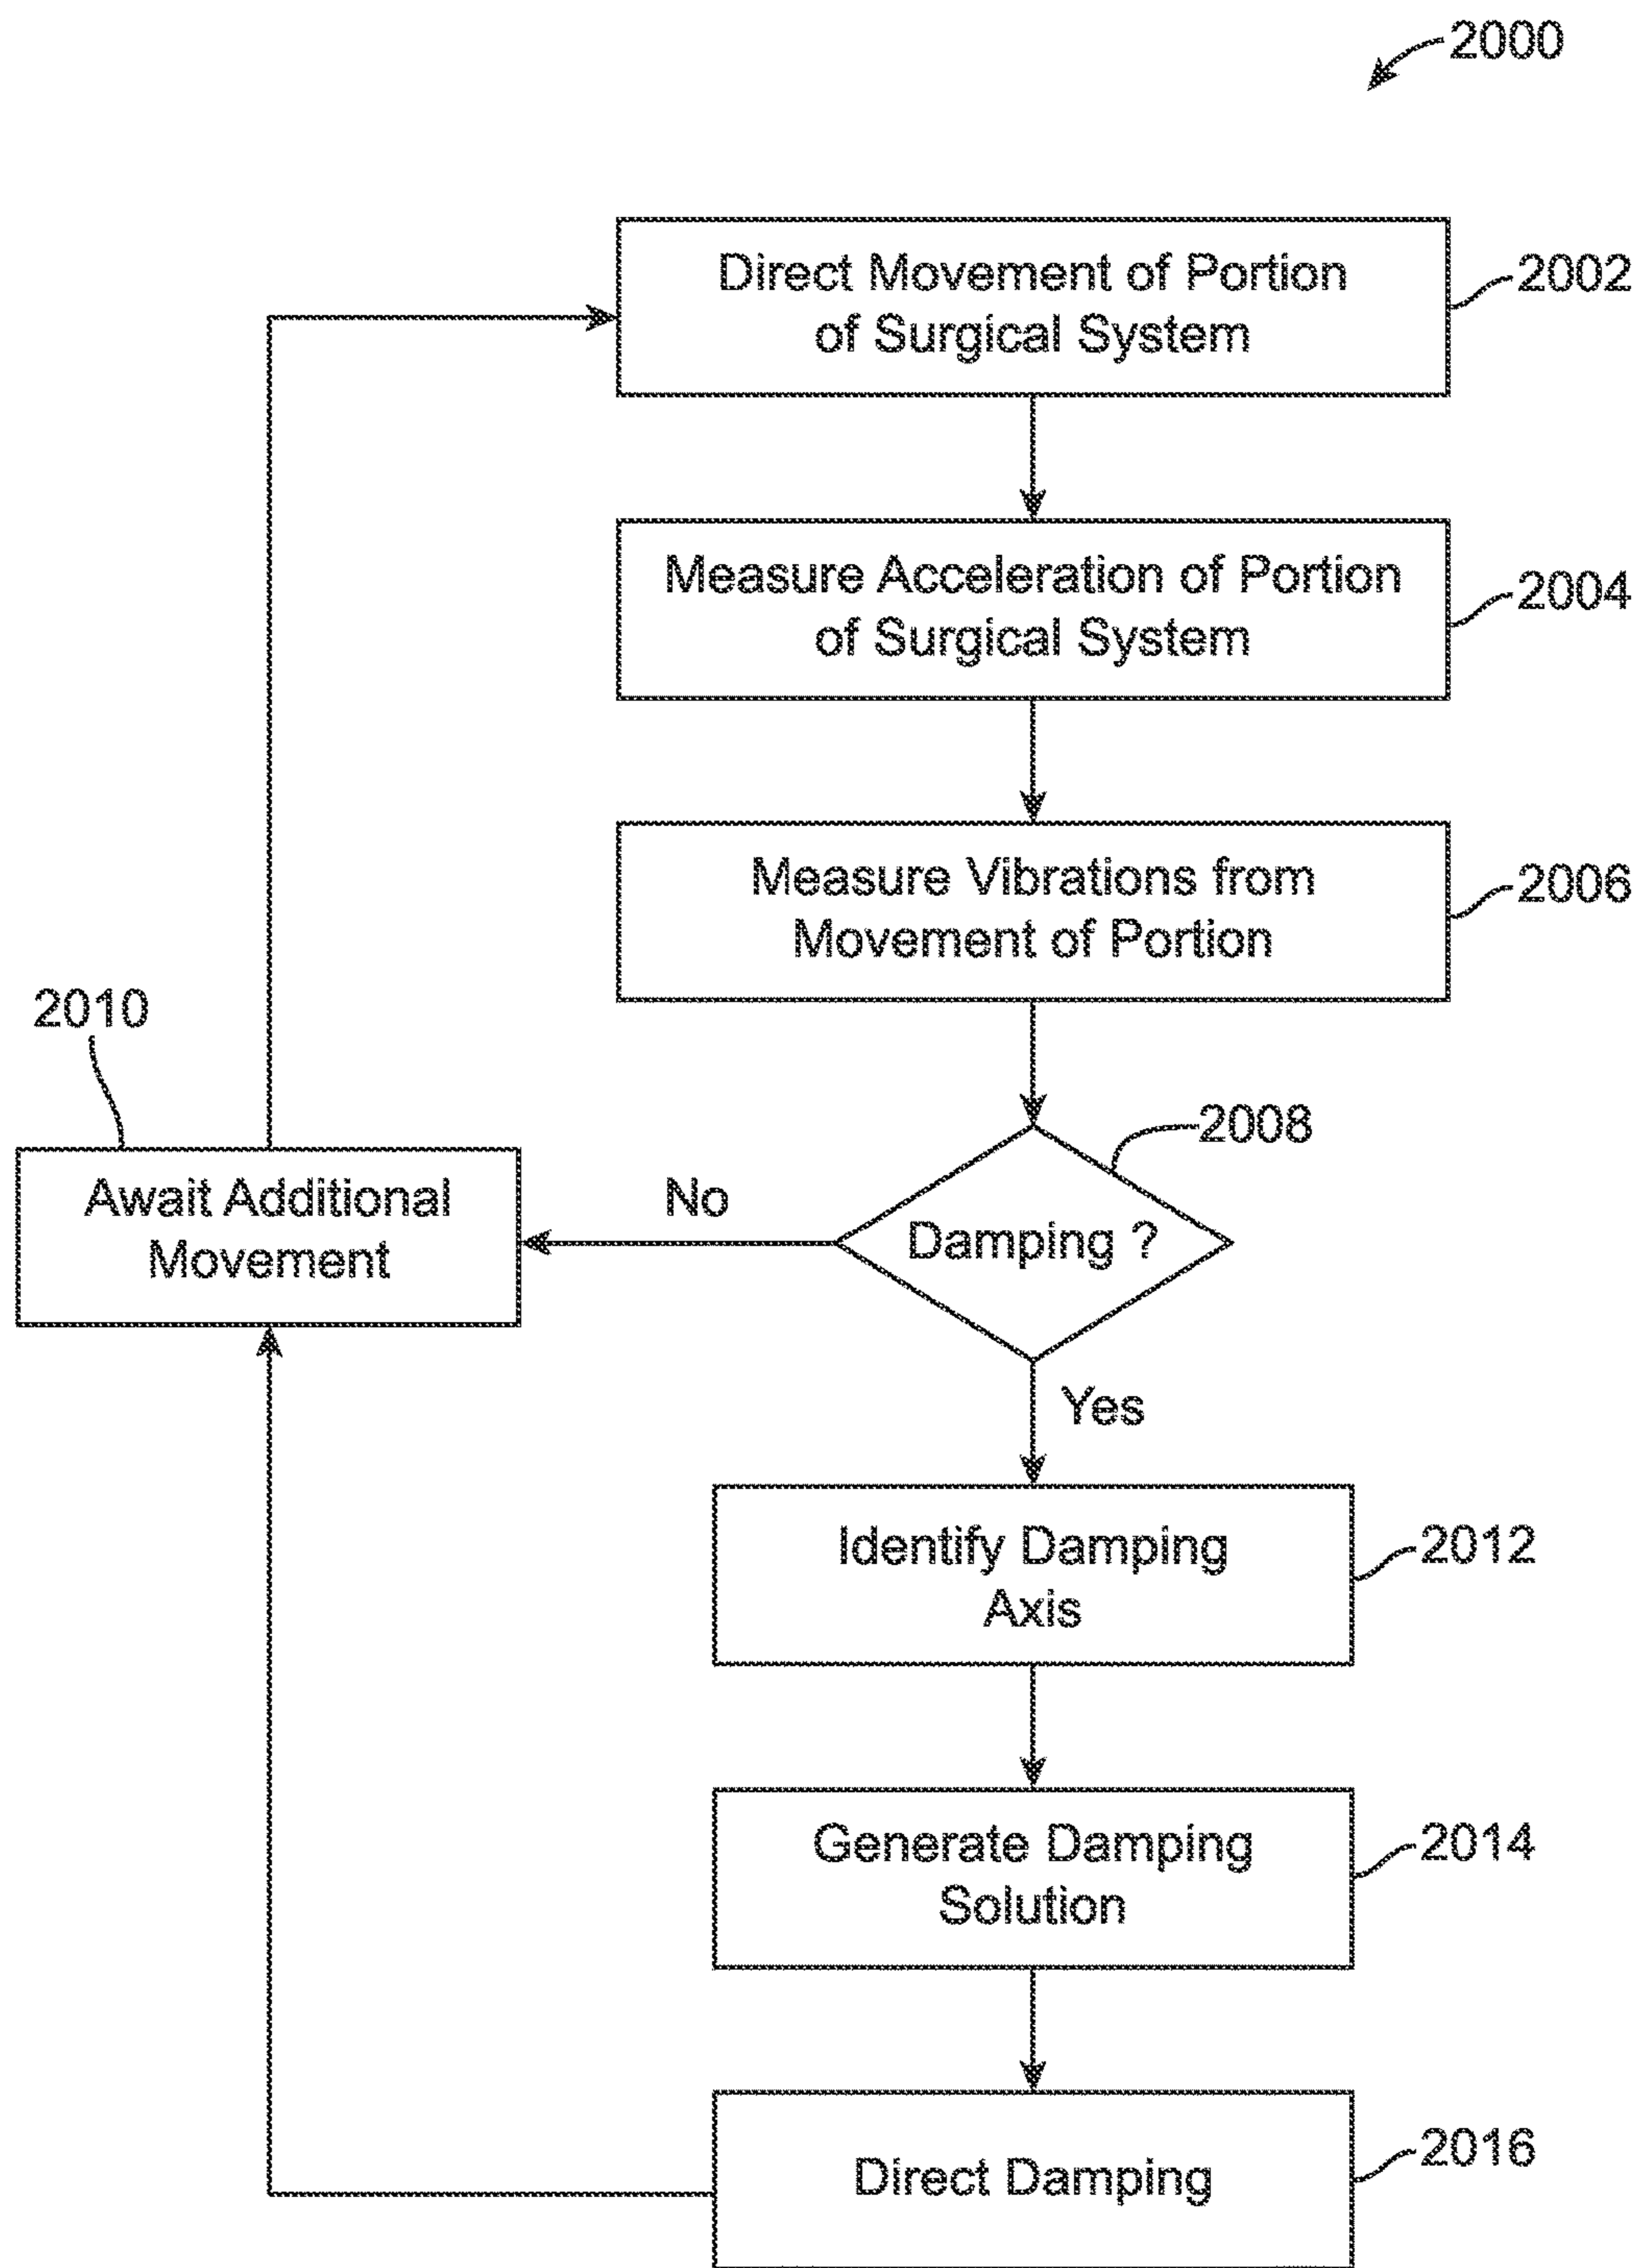 2000
Direct Movement of Portion
of Surgical System
2002
Measure Acceleration of Portion
of Surgical System
2004
Measure Vibrations from
Movement of Portion
2006
2008
Damping ?
No
2010
Await Additional
Movement
Yes
Identify Damping
Axis
2012
Generate Damping
Solution
2014
Direct Damping
2016